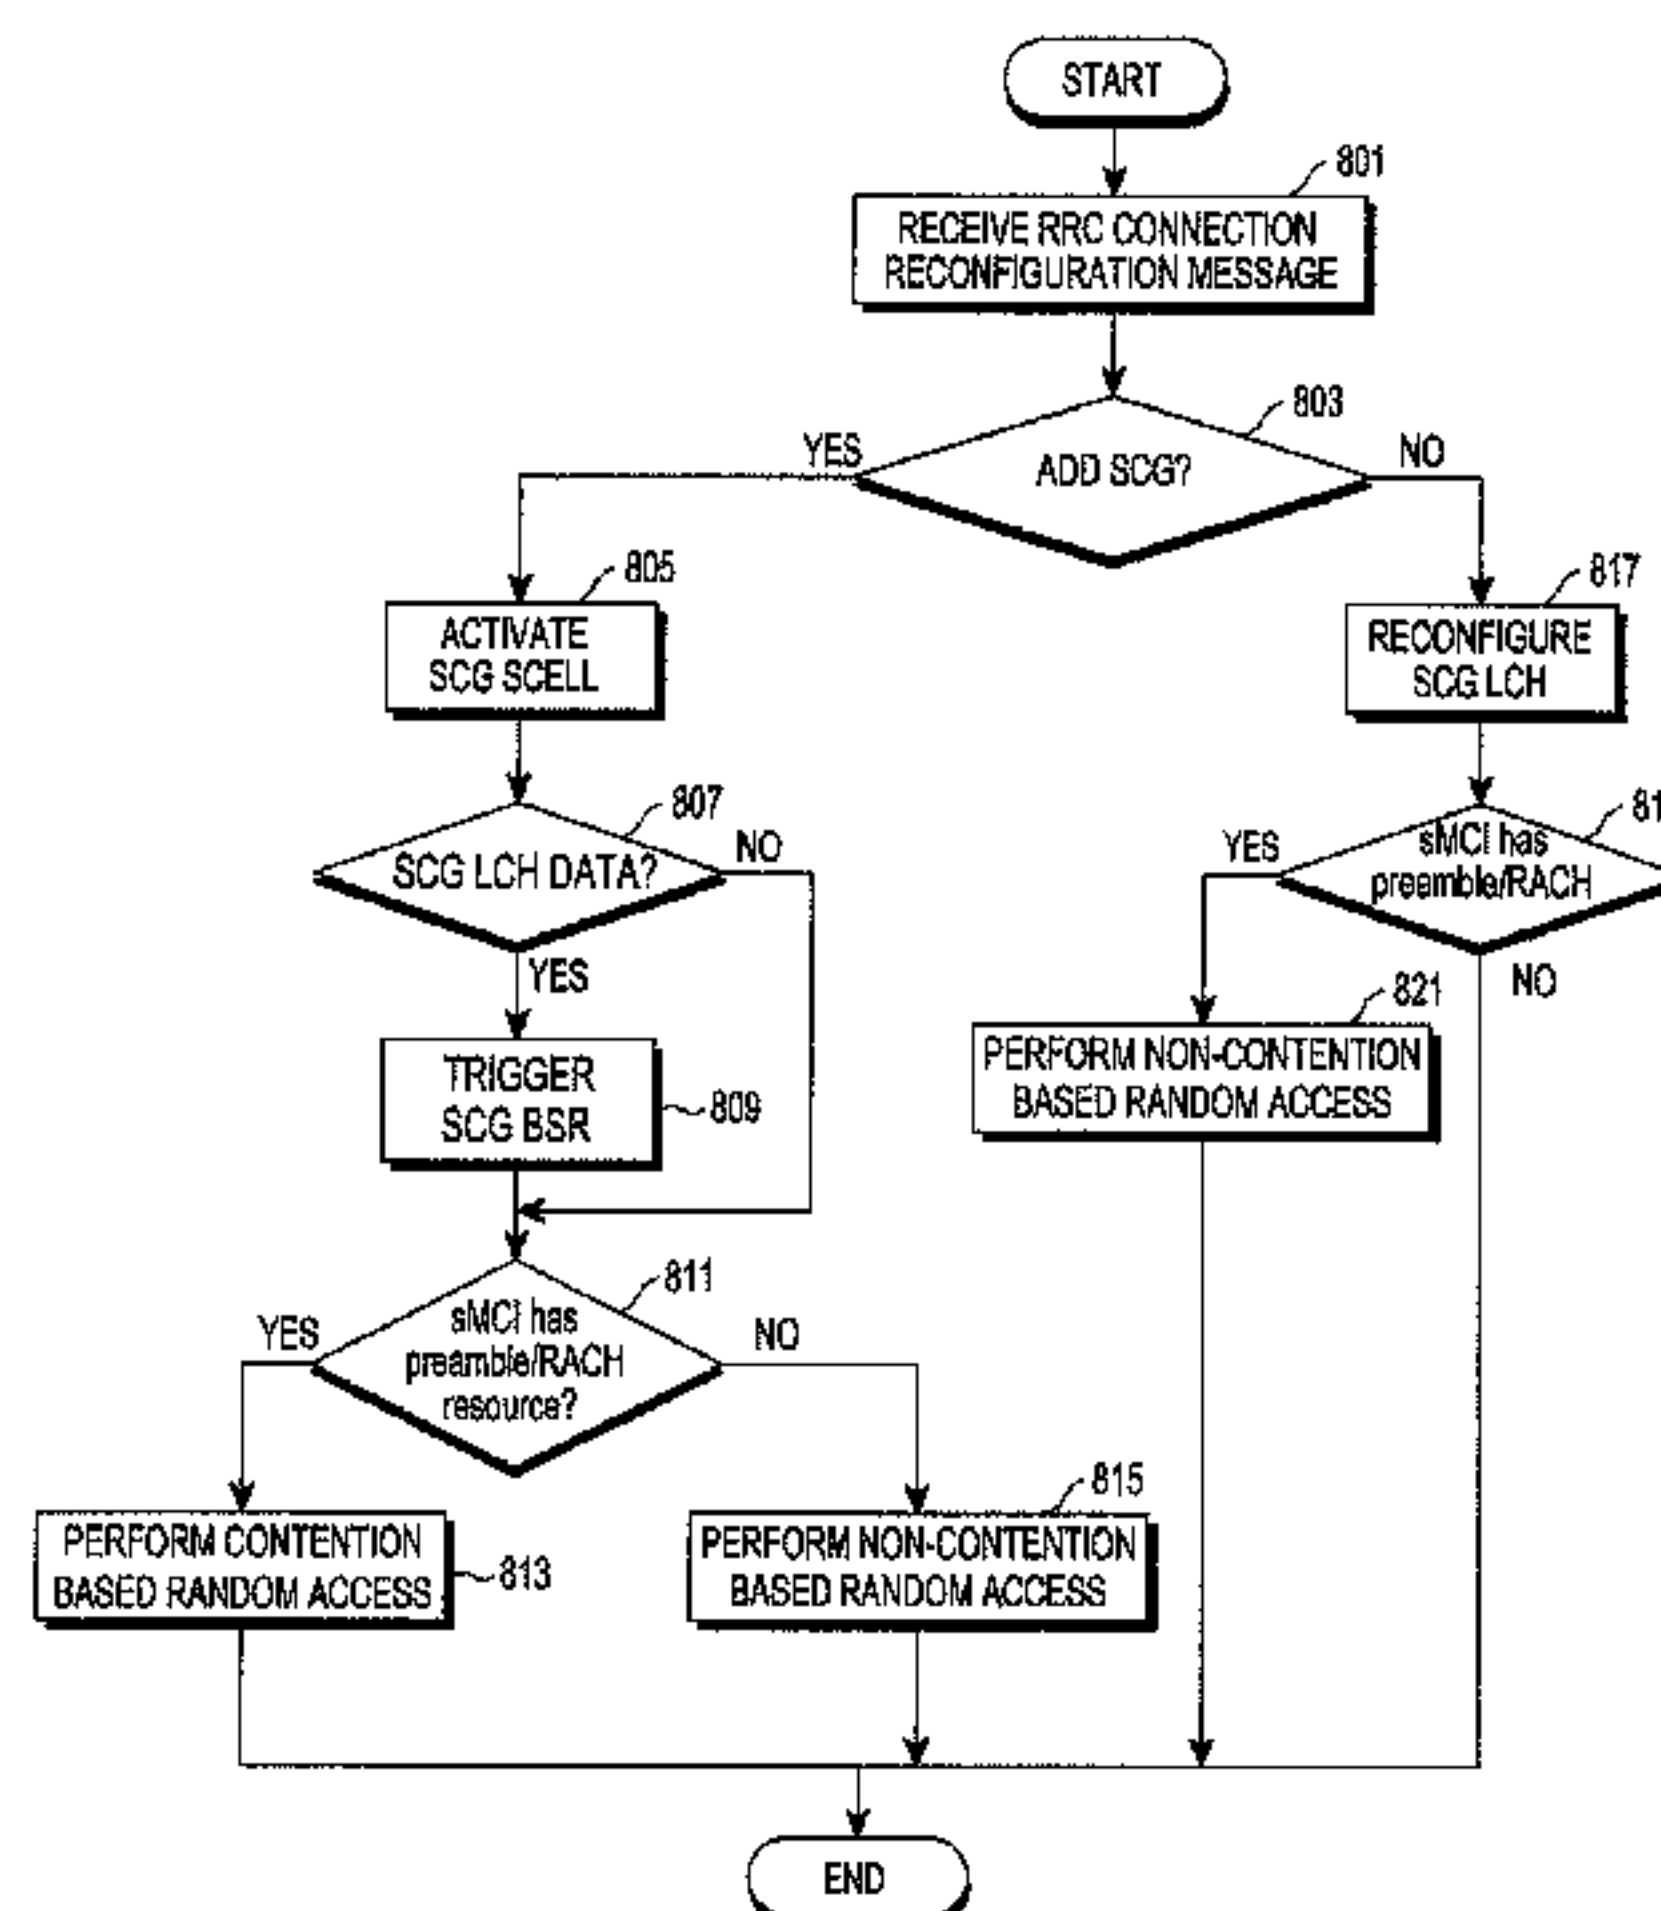 START
801
RECEIVE RRC CONNECTION
RECONFIGURATION MESSAGE
803
YES
ADD SCG?
NO
805
ACTIVATE
SCG SCELL
817
RECONFIGURE
SCG LCH
807
SCG LCH DATA?
NO
YES
81
YES
sMCI has
preamble/RACH
NO
TRIGGER
SCG BSR
809
821
PERFORM NON-CONTENTION
BASED RANDOM ACCESS
811
YES
sMCI has
preamble/RACH
resource?
NO
PERFORM CONTENTION
BASED RANDOM ACCESS
813
815
PERFORM NON-CONTENTION
BASED RANDOM ACCESS
END